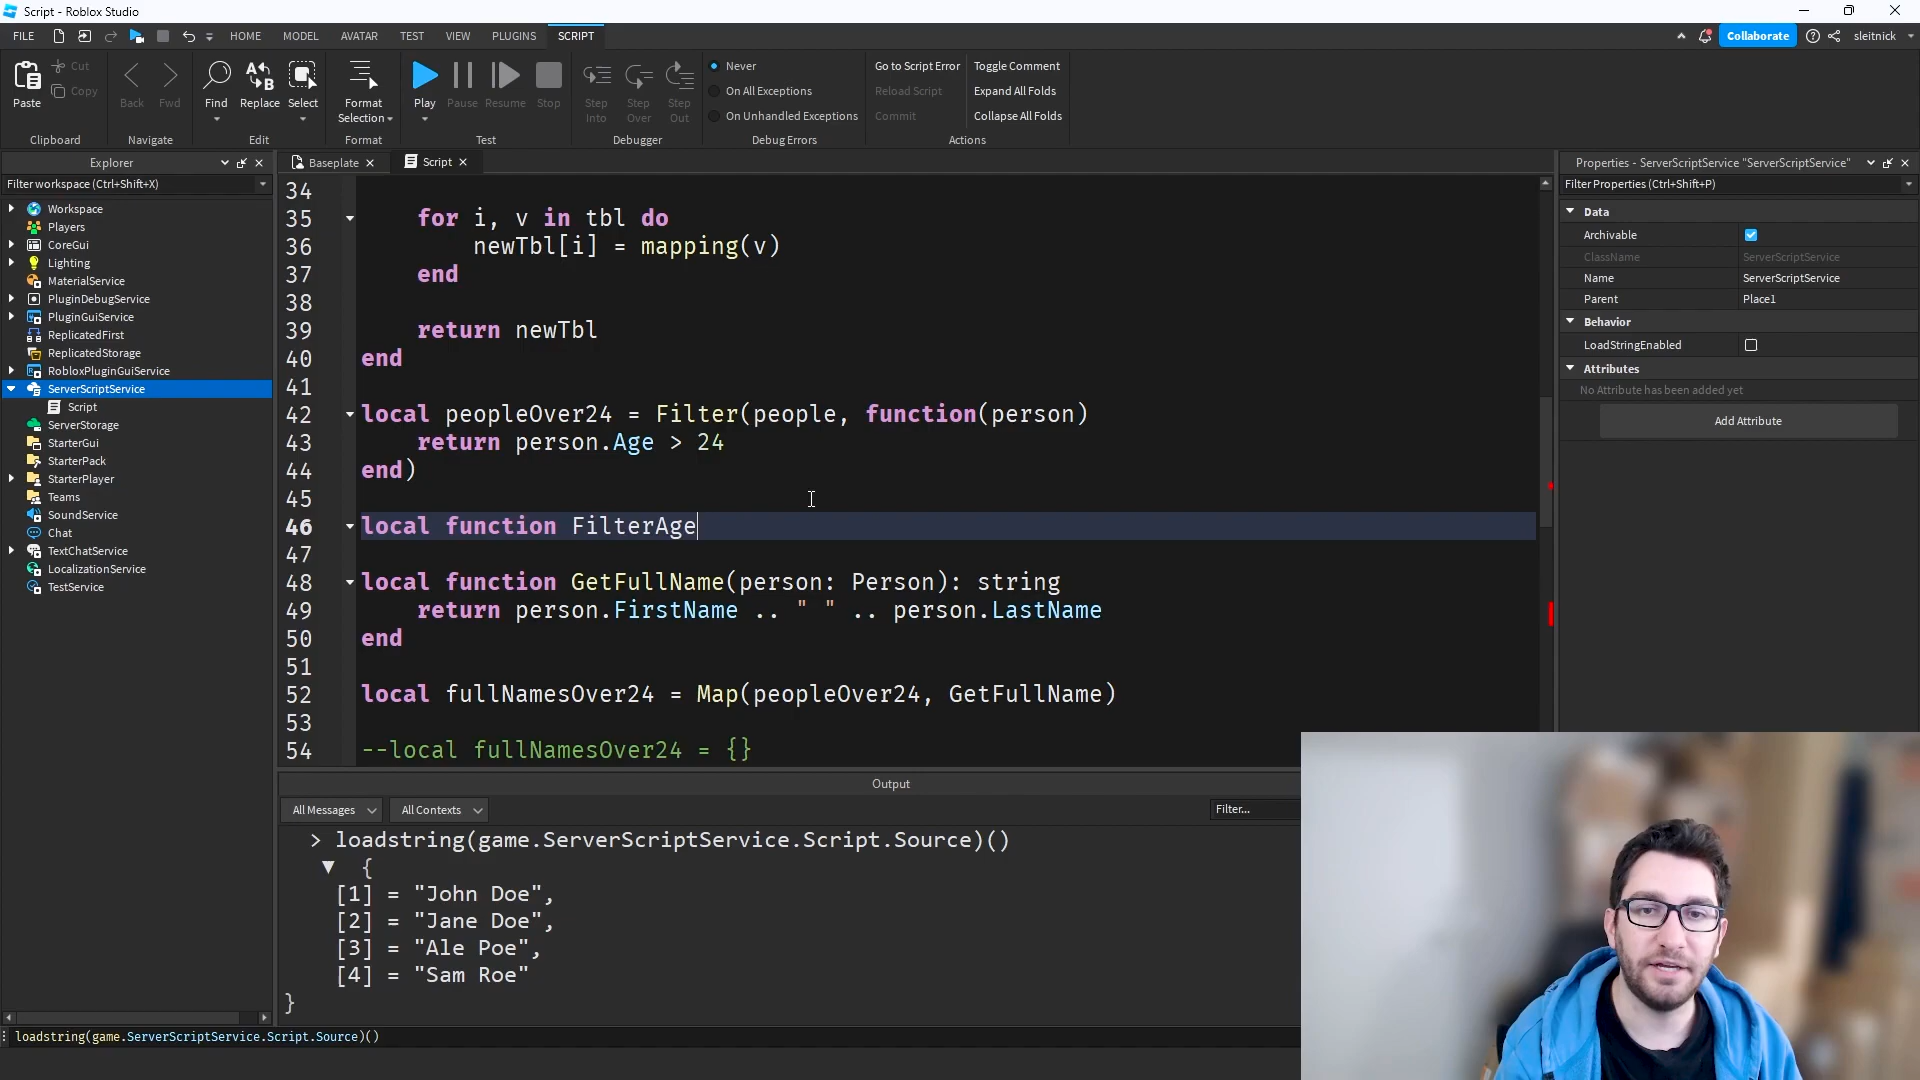 Script - Roblox Studio
FILE HOME MODEL AVATAR TEST VIEW PLUGINS SCRIPT
Collaborate sleitnick
Paste Cut Copy
Clipboard
Back Fwd
Navigate
Find Replace Select
Edit
Format Selection
Format
Play Pause Resume Stop
Test
Step Into Step Over Step Out
Debugger
Never
On All Exceptions
On Unhandled Exceptions
Debug Errors
Go to Script Error
Reload Script
Commit
Toggle Comment
Expand All Folds
Collapse All Folds
Actions
Explorer
Filter workspace (Ctrl+Shift+X)
Workspace
Players
CoreGui
Lighting
MaterialService
PluginDebugService
PluginGuiService
ReplicatedFirst
ReplicatedStorage
RobloxPluginGuiService
ServerScriptService
Script
ServerStorage
StarterGui
StarterPack
StarterPlayer
Teams
SoundService
Chat
TextChatService
LocalizationService
TestService
Baseplate Script
34
35 for i, v in tbl do
36 newTbl[i] = mapping(v)
37 end
38
39 return newTbl
40 end
41
42 local peopleOver24 = Filter(people, function(person)
43 return person.Age > 24
44 end)
45
46 local function FilterAge
47
48 local function GetFullName(person: Person): string
49 return person.FirstName .. " " .. person.LastName
50 end
51
52 local fullNamesOver24 = Map(peopleOver24, GetFullName)
53
54 --local fullNamesOver24 = {}
Output
All Messages All Contexts Filter...
> loadstring(game.ServerScriptService.Script.Source)()
{
[1] = "John Doe",
[2] = "Jane Doe",
[3] = "Ale Poe",
[4] = "Sam Roe"
}
loadstring(game.ServerScriptService.Script.Source)()
Properties - ServerScriptService "ServerScriptService"
Filter Properties (Ctrl+Shift+P)
Data
Archivable
ClassName ServerScriptService
Name ServerScriptService
Parent Place1
Behavior
LoadStringEnabled
Attributes
No Attribute has been added yet
Add Attribute